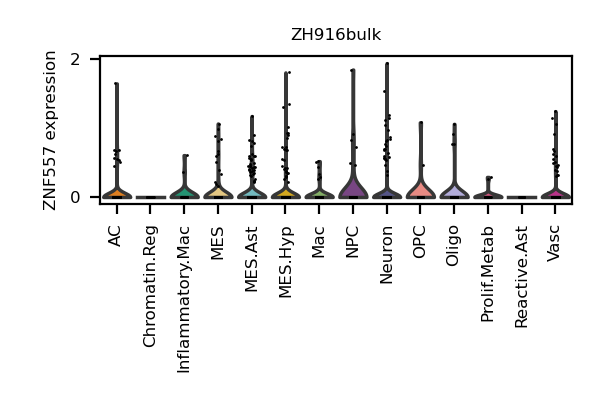 ZH916bulk
ZNF557 expression
2
0
AC
Chromatin.Reg
Inflammatory.Mac
MES
MES.Ast
MES.Hyp
Mac
NPC
Neuron
OPC
Oligo
Prolif.Metab
Reactive.Ast
Vasc